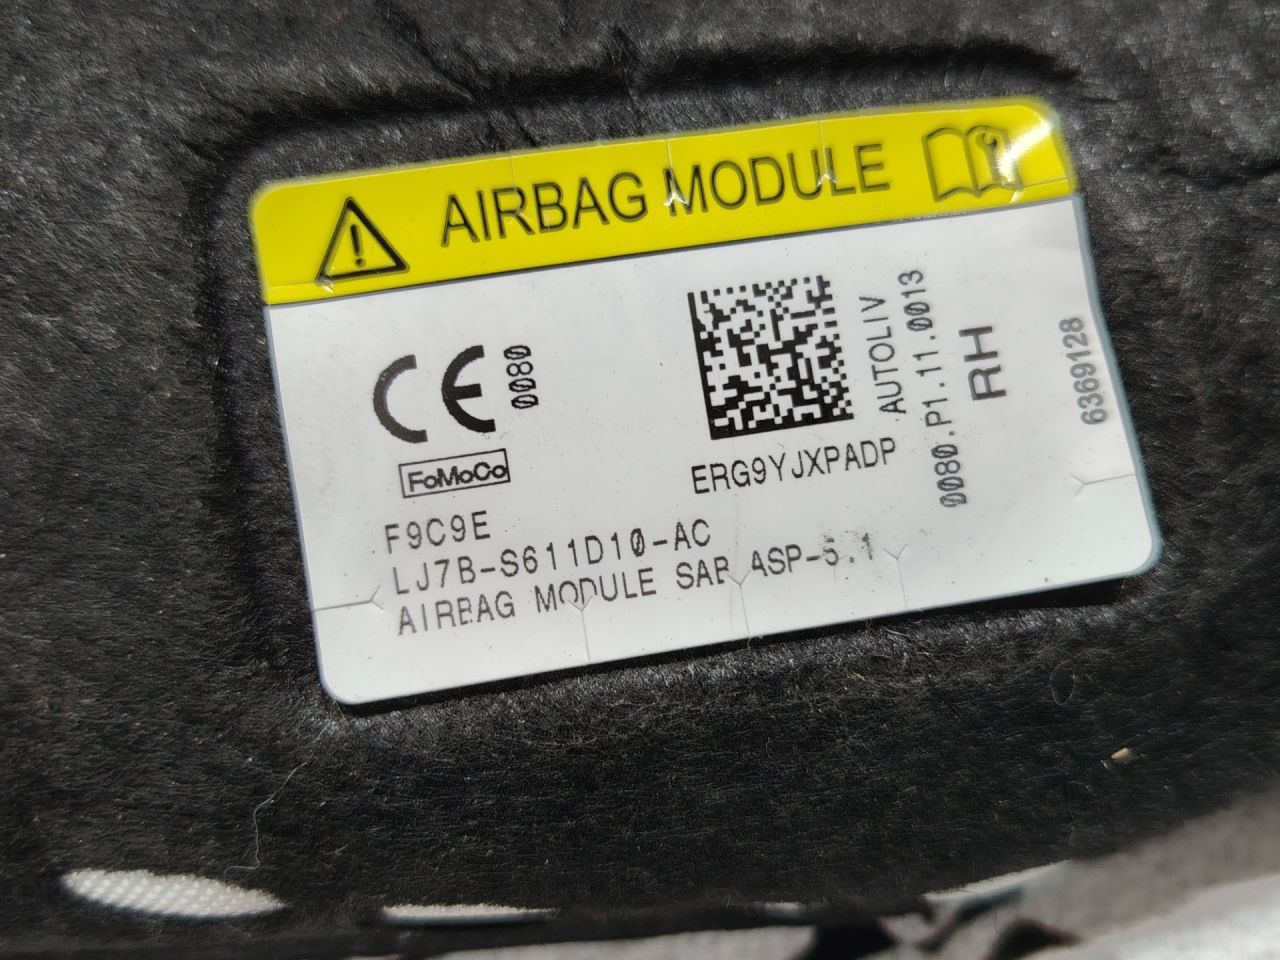 AIRBAG MODULE
CE
0080
FoMoCo
ERG9YJXPADP
AUTOLIV
0080.P1.11.0013
RH
6369128
F9C9E
LJ7B-S611D10-AC
AIRBAG MODULE SAB ASP-5.1